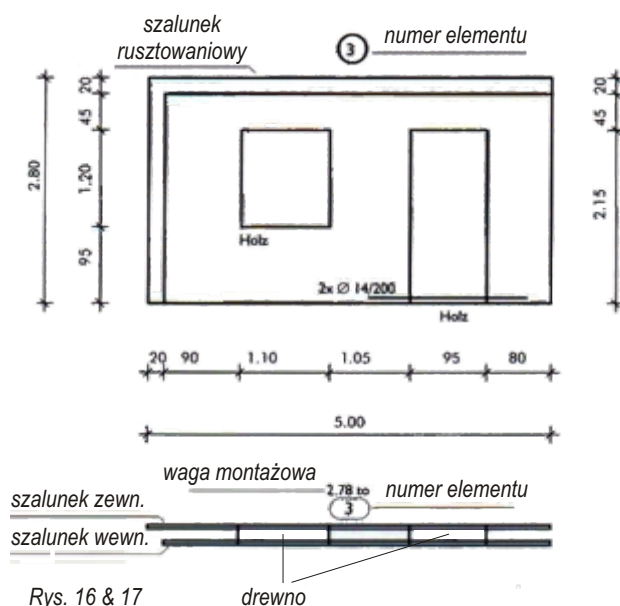 szalunek
rusztowaniowy
3
numer elementu
20
45
1.20
95
2.80
20
45
2.15
Holz
2x Ø 14/200
Holz
20 90 1.10 1.05 95 80
5.00
waga montażowa
2.78 to
numer elementu
3
szalunek zewn.
szalunek wewn.
Rys. 16 & 17
drewno